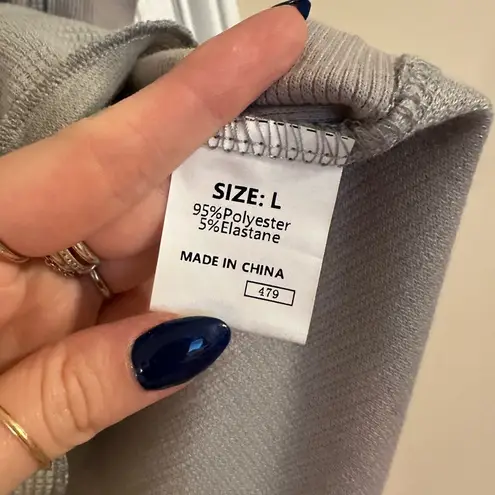 SIZE: L
95%Polyester
5%Elastane
MADE IN CHINA
479